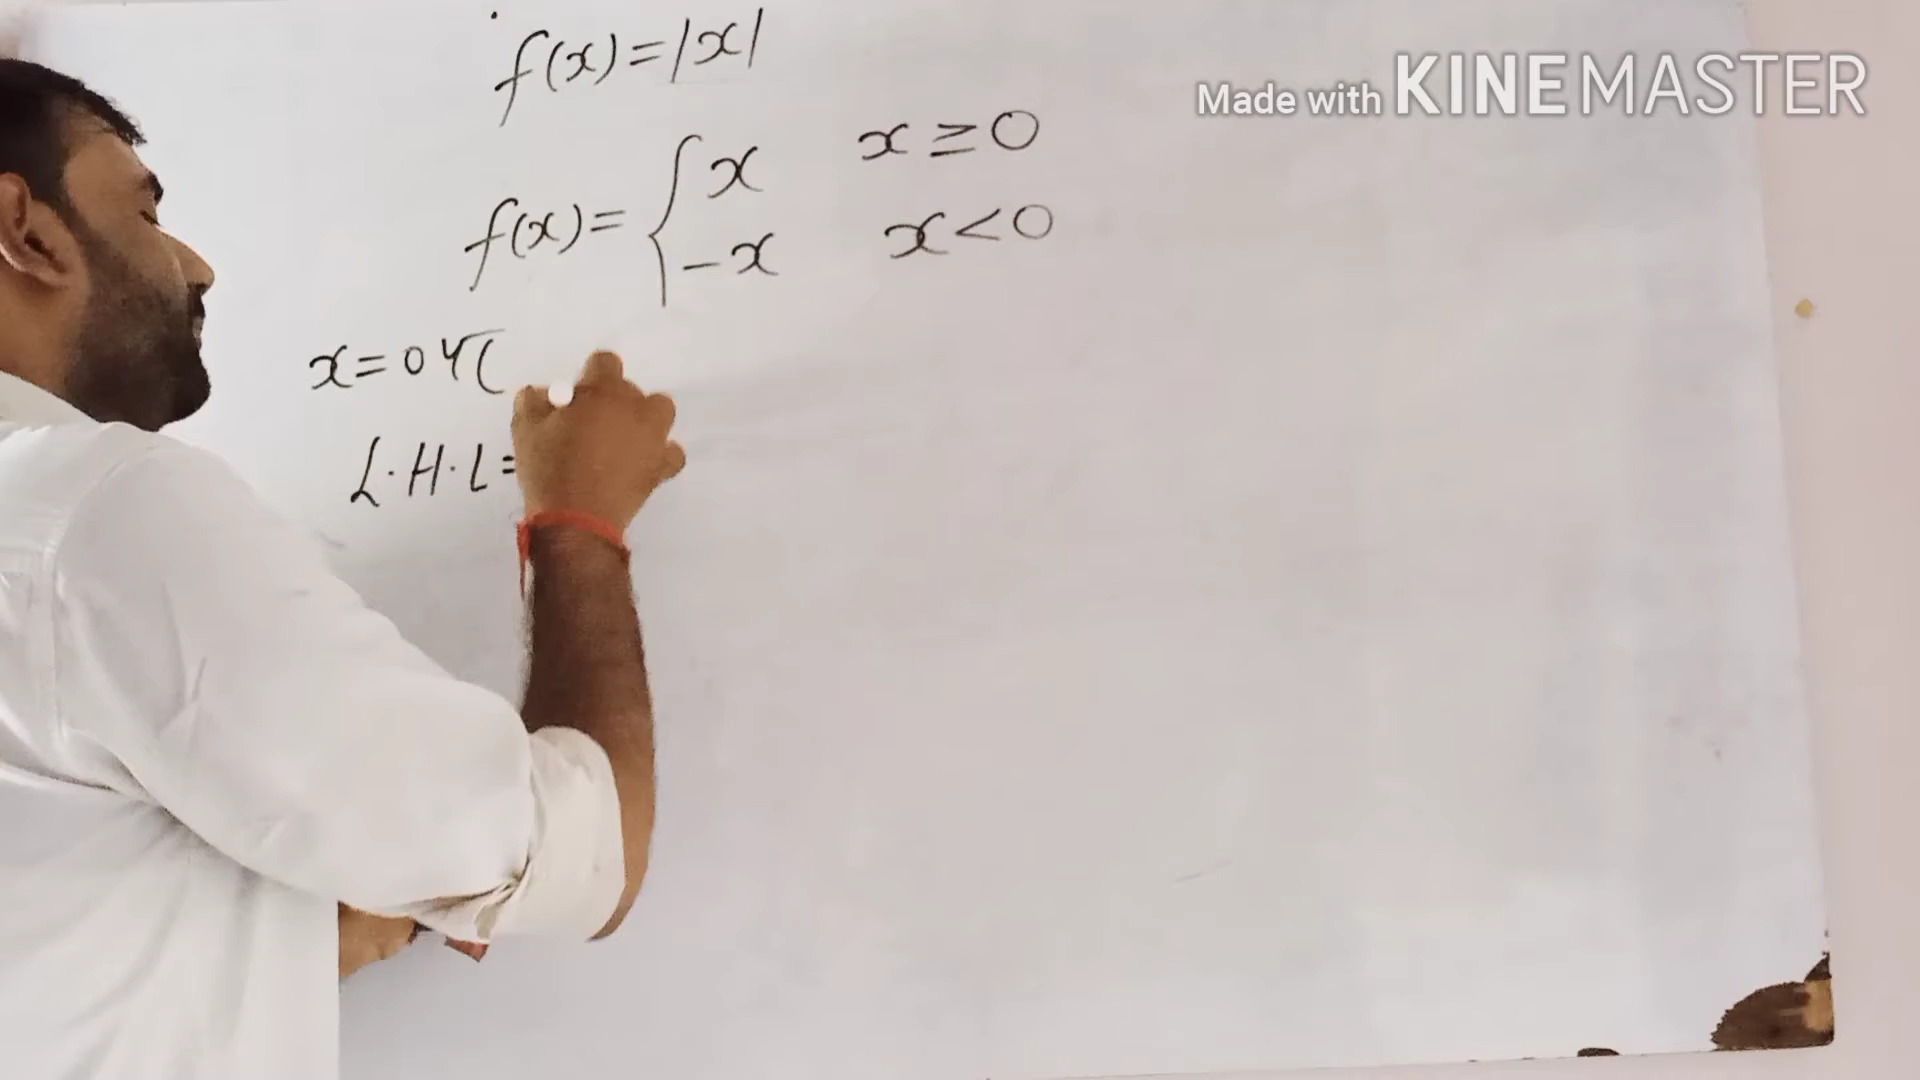 f(x)=|x|
Made with KINEMASTER
f(x)= { x x ≥ 0
-x x < 0
x=0 पर
L.H.L=